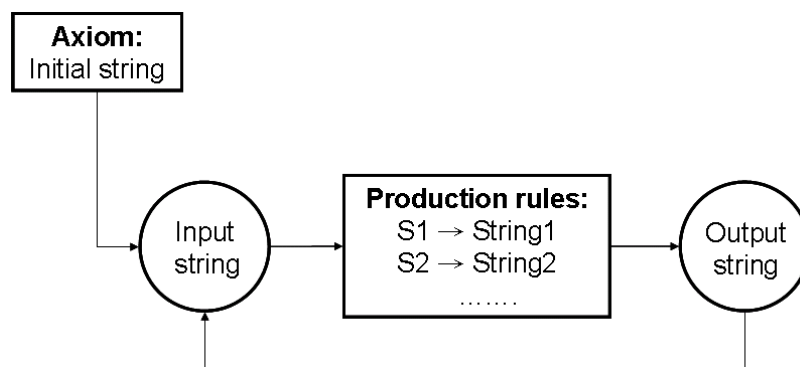 Axiom:
Initial string
Input
string
Production rules:
S1 → String1
S2 → String2
…….
Output
string